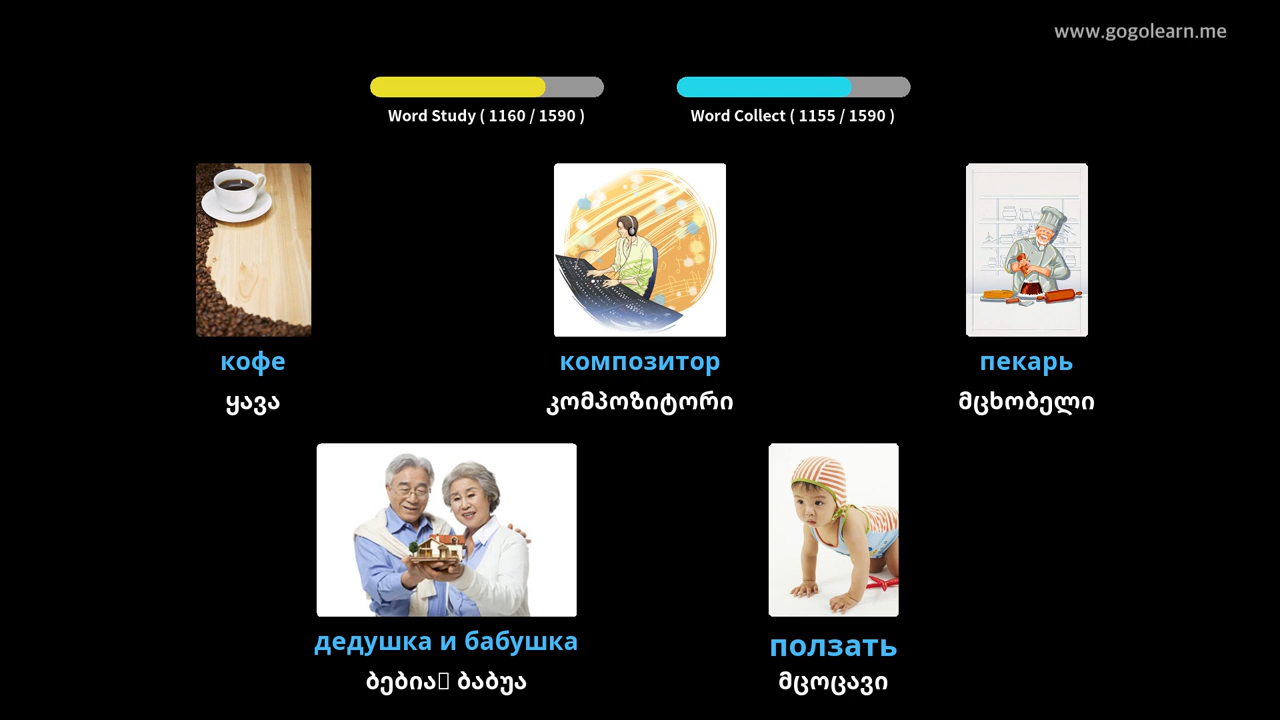 www.gogolearn.me
Word Study ( 1160 / 1590 )
Word Collect ( 1155 / 1590 )
кофе
композитор
пекарь
ყავა
კომპოზიტორი
მცხობელი
дедушка и бабушка
ползать
ბებია▯ ბაბუა
მცოცავი